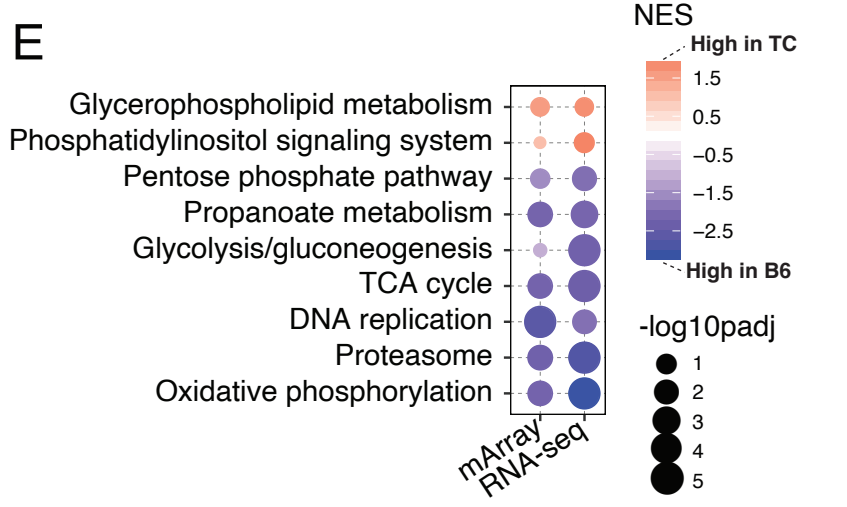 E
NES
High in TC
1.5
0.5
−0.5
−1.5
−2.5
High in B6
Glycerophospholipid metabolism
Phosphatidylinositol signaling system
Pentose phosphate pathway
Propanoate metabolism
Glycolysis/gluconeogenesis
TCA cycle
DNA replication
Proteasome
Oxidative phosphorylation
mArray
RNA-seq
-log10padj
1
2
3
4
5